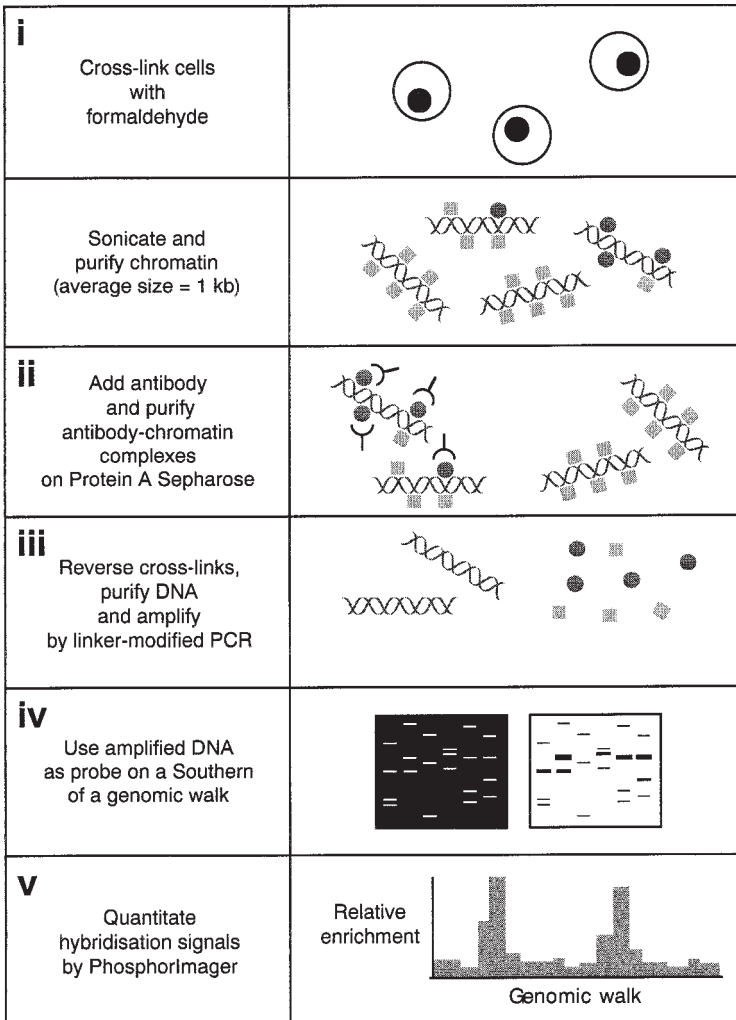 i
Cross-link cells
with
formaldehyde
Sonicate and
purify chromatin
(average size = 1 kb)
ii
Add antibody
and purify
antibody-chromatin
complexes
on Protein A Sepharose
iii
Reverse cross-links,
purify DNA
and amplify
by linker-modified PCR
iv
Use amplified DNA
as probe on a Southern
of a genomic walk
v
Quantitate
hybridisation signals
by PhosphorImager
Relative
enrichment
Genomic walk